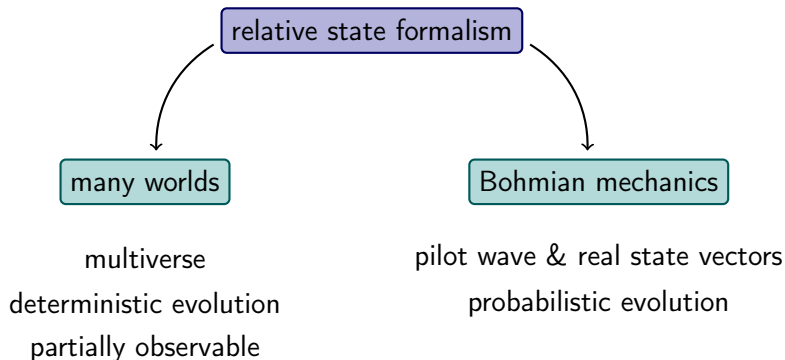 relative state formalism
many worlds
Bohmian mechanics
multiverse
deterministic evolution
partially observable
pilot wave & real state vectors
probabilistic evolution